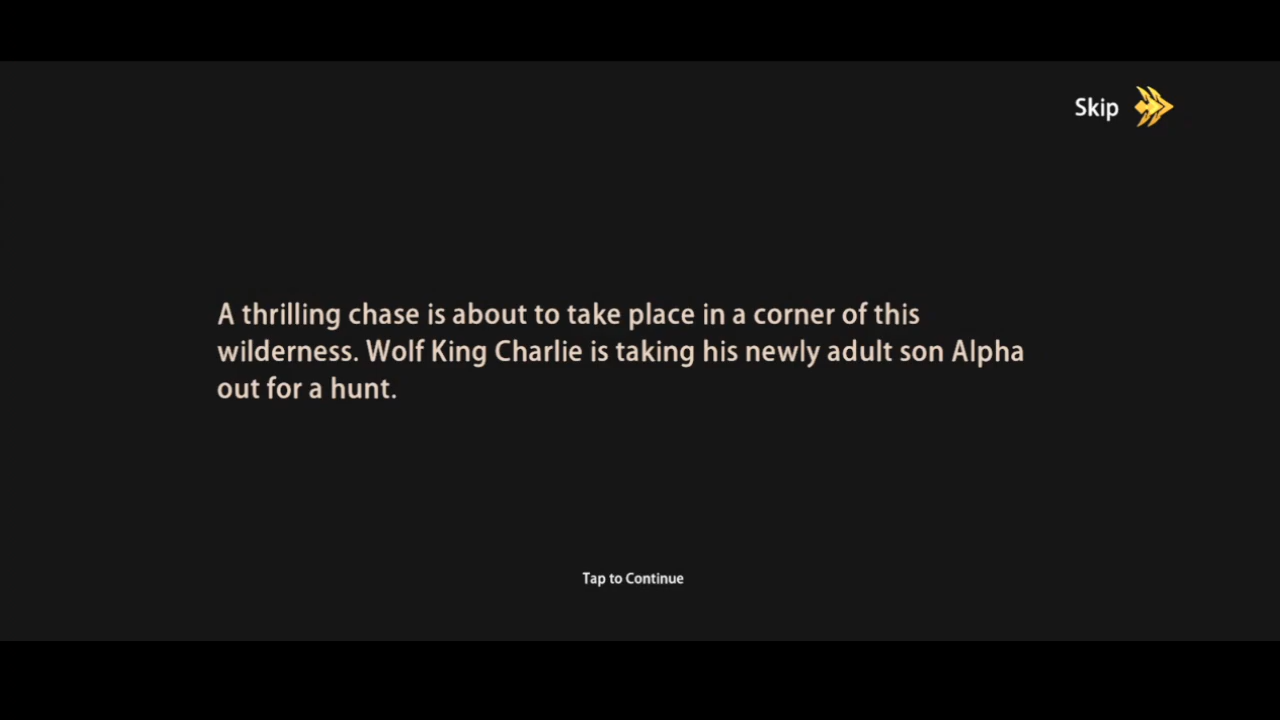 Skip
A thrilling chase is about to take place in a corner of this
wilderness. Wolf King Charlie is taking his newly adult son Alpha
out for a hunt.
Tap to Continue